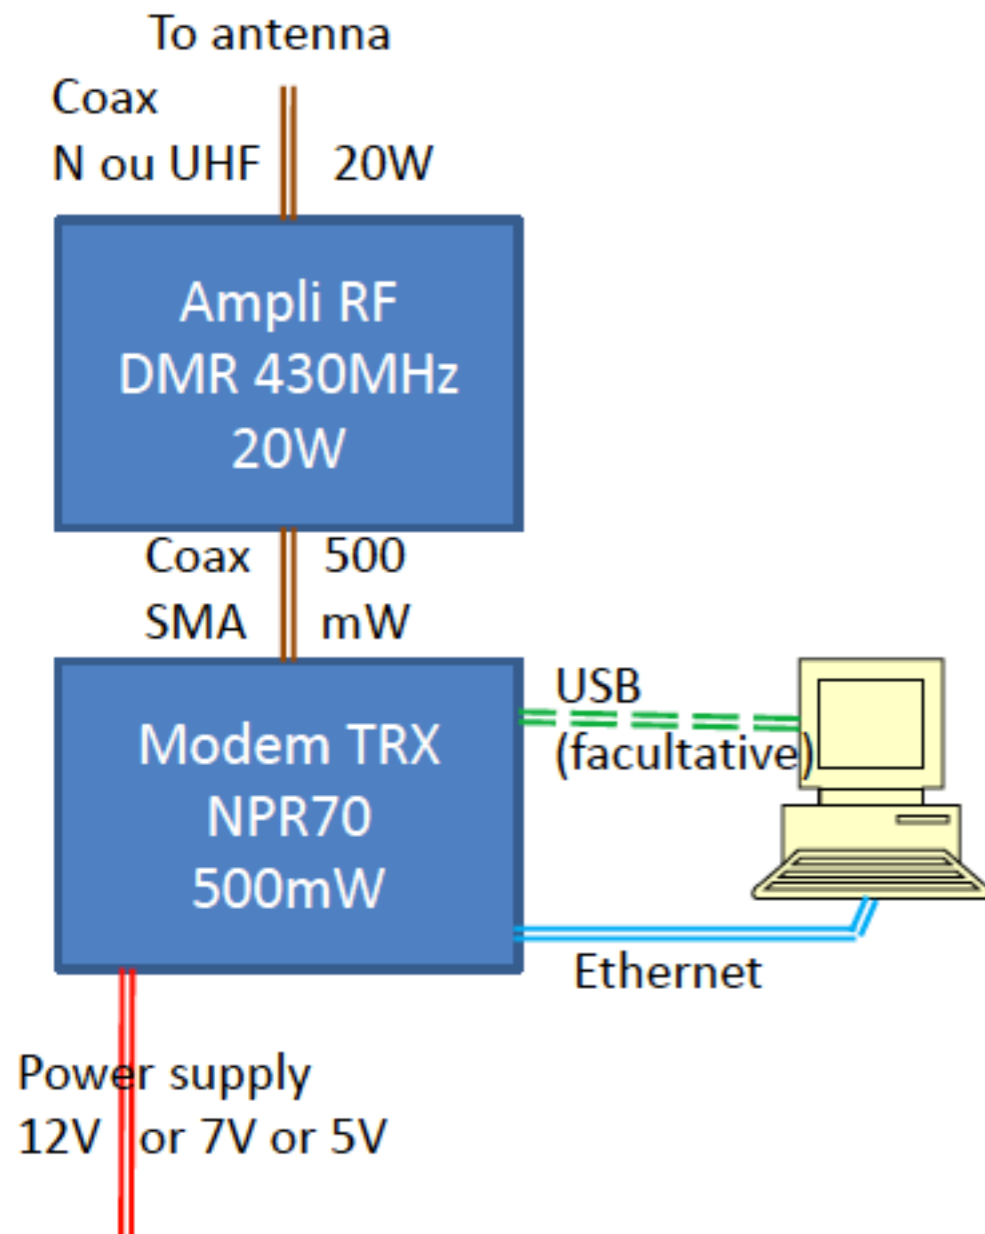 To antenna
Coax
N ou UHF 20W
Ampli RF
DMR 430MHz
20W
Coax 500
SMA mW
Modem TRX
NPR70
500mW
USB
(facultative)
Ethernet
Power supply
12V or 7V or 5V